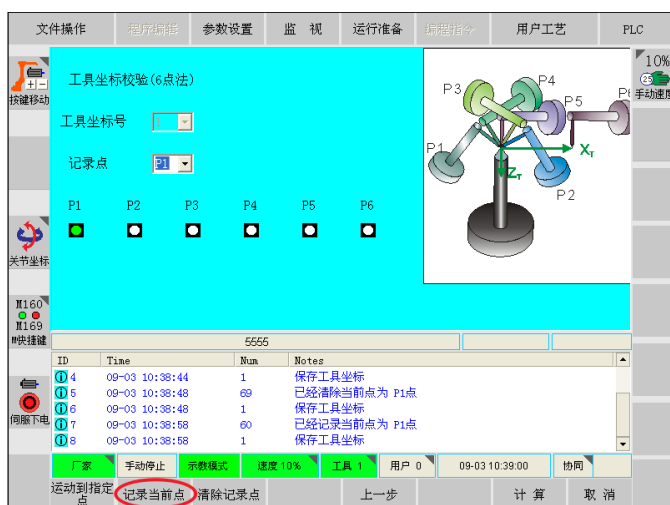 文件操作 程序编辑 参数设置 监 视 运行准备 编程指令 用户工艺 PLC
按键移动
关节坐标
M160
M169
M快捷键
伺服下电
工具坐标校验(6点法)
工具坐标号 1
记录点 P1
P1 P2 P3 P4 P5 P6
P3 P4 P5 P6
P1 P2
XT
ZT
10%
25
手动速度
5555
ID Time Num Notes
4 09-03 10:38:44 1 保存工具坐标
5 09-03 10:38:48 69 已经清除当前点为 P1点
6 09-03 10:38:48 1 保存工具坐标
7 09-03 10:38:58 60 已经记录当前点为 P1点
8 09-03 10:38:58 1 保存工具坐标
厂家 手动停止 示教模式 速度 10% 工具 1 用户 0 09-03 10:39:00 协同
运动到指定点 记录当前点 清除记录点 上一步 计 算 取 消